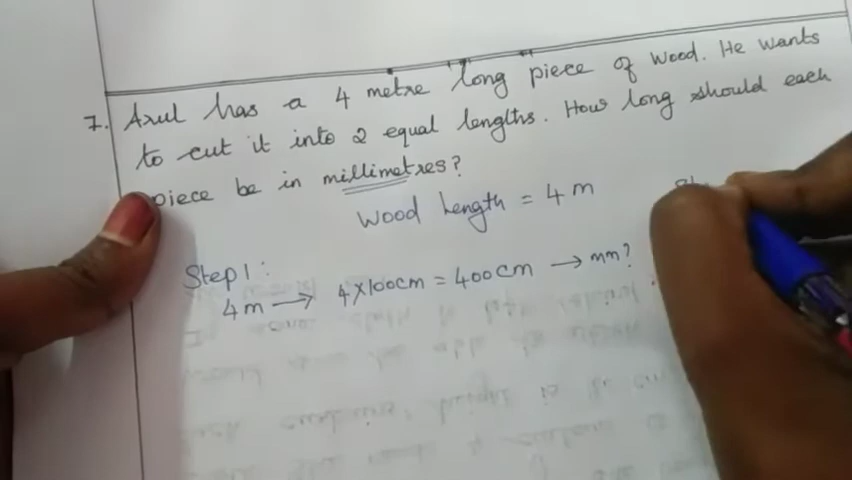 7. Arul has a 4 metre long piece of wood. He wants
to cut it into 2 equal lengths. How long should each
piece be in millimetres?
Wood Length = 4 m
Step 1:
4 m → 4 x 100 cm = 400 cm → mm?